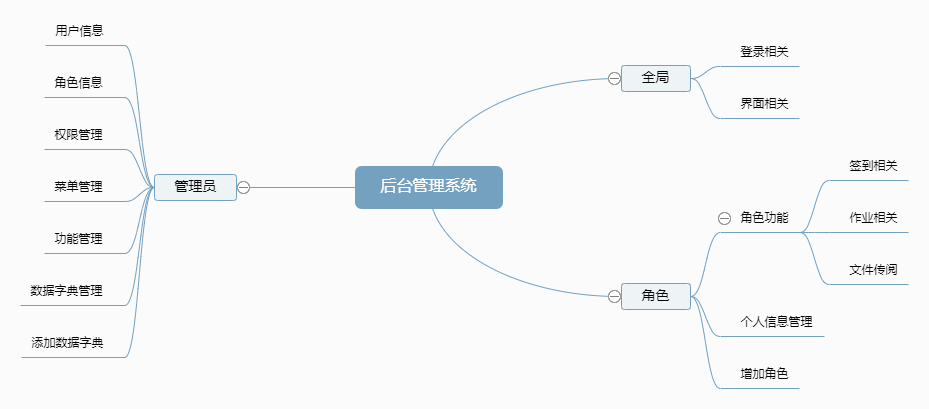 后台管理系统
全局
登录相关
界面相关
角色
角色功能
签到相关
作业相关
文件传阅
个人信息管理
增加角色
管理员
用户信息
角色信息
权限管理
菜单管理
功能管理
数据字典管理
添加数据字典